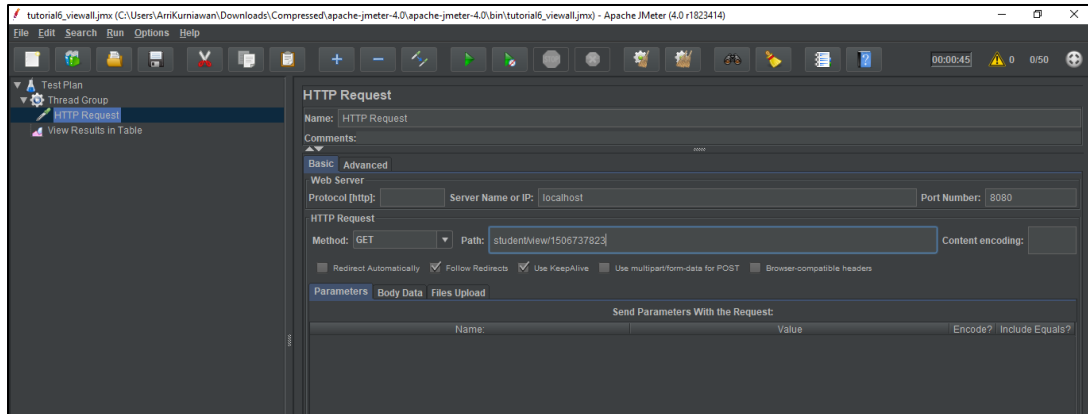 tutorial6_viewall.jmx (C:\Users\ArriKurniawan\Downloads\Compressed\apache-jmeter-4.0\apache-jmeter-4.0\bin\tutorial6_viewall.jmx) - Apache JMeter (4.0 r1823414)
File Edit Search Run Options Help
00:00:45 0 0/50
Test Plan
Thread Group
HTTP Request
View Results in Table
HTTP Request
Name: HTTP Request
Comments:
Basic Advanced
Web Server
Protocol [http]: Server Name or IP: localhost Port Number: 8080
HTTP Request
Method: GET Path: student/view/1506737823 Content encoding:
Redirect Automatically Follow Redirects Use KeepAlive Use multipart/form-data for POST Browser-compatible headers
Parameters Body Data Files Upload
Send Parameters With the Request:
Name: Value Encode? Include Equals?